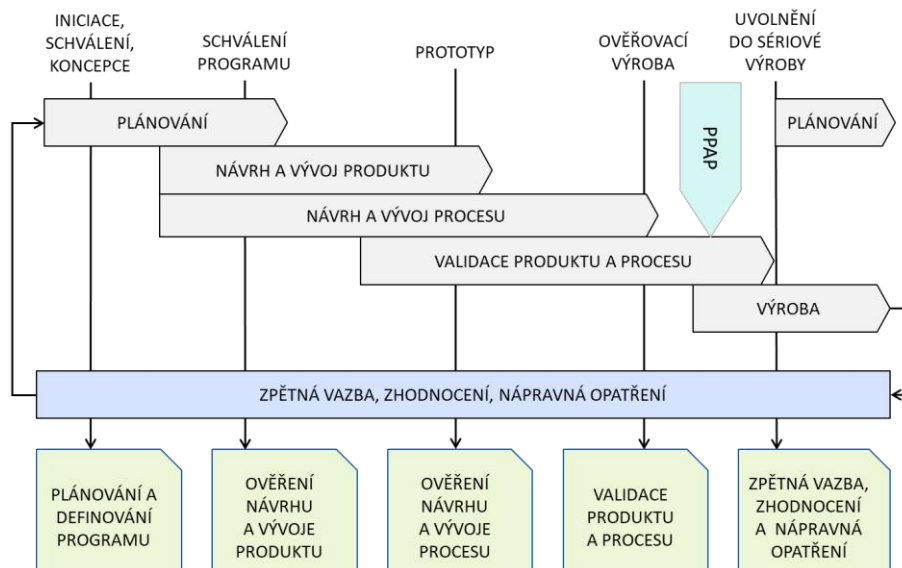 INICIACE,
SCHVÁLENÍ,
KONCEPCE
SCHVÁLENÍ
PROGRAMU
PROTOTYP
OVĚŘOVACÍ
VÝROBA
UVOLNĚNÍ
DO SÉRIOVÉ
VÝROBY
PLÁNOVÁNÍ
PPAP
PLÁNOVÁNÍ
NÁVRH A VÝVOJ PRODUKTU
NÁVRH A VÝVOJ PROCESU
VALIDACE PRODUKTU A PROCESU
VÝROBA
ZPĚTNÁ VAZBA, ZHODNOCENÍ, NÁPRAVNÁ OPATŘENÍ
PLÁNOVÁNÍ A
DEFINOVÁNÍ
PROGRAMU
OVĚŘENÍ
NÁVRHU
A VÝVOJE
PRODUKTU
OVĚŘENÍ
NÁVRHU
A VÝVOJE
PROCESU
VALIDACE
PRODUKTU
A PROCESU
ZPĚTNÁ VAZBA,
ZHODNOCENÍ
A NÁPRAVNÁ
OPATŘENÍ